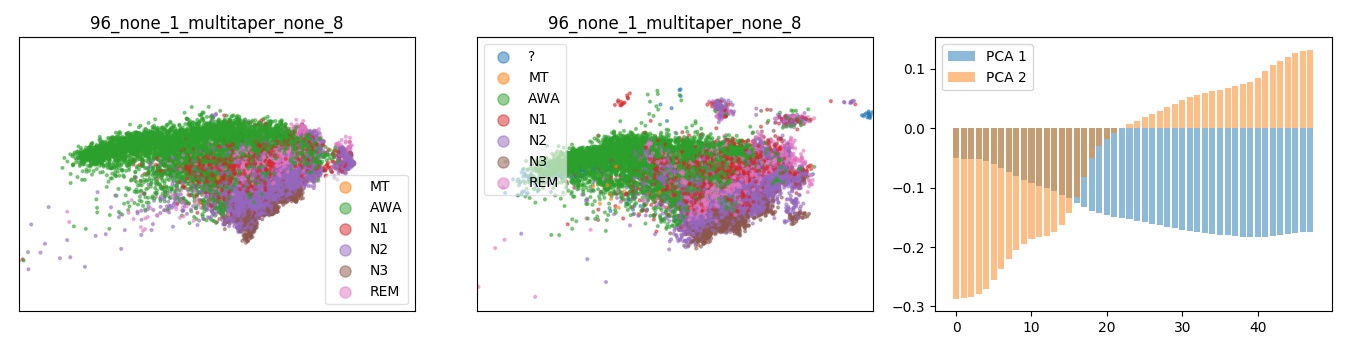 96_none_1_multitaper_none_8
MT
AWA
N1
N2
N3
REM
96_none_1_multitaper_none_8
?
MT
AWA
N1
N2
N3
REM
PCA 1
PCA 2
0.1
0.0
−0.1
−0.2
−0.3
0
10
20
30
40